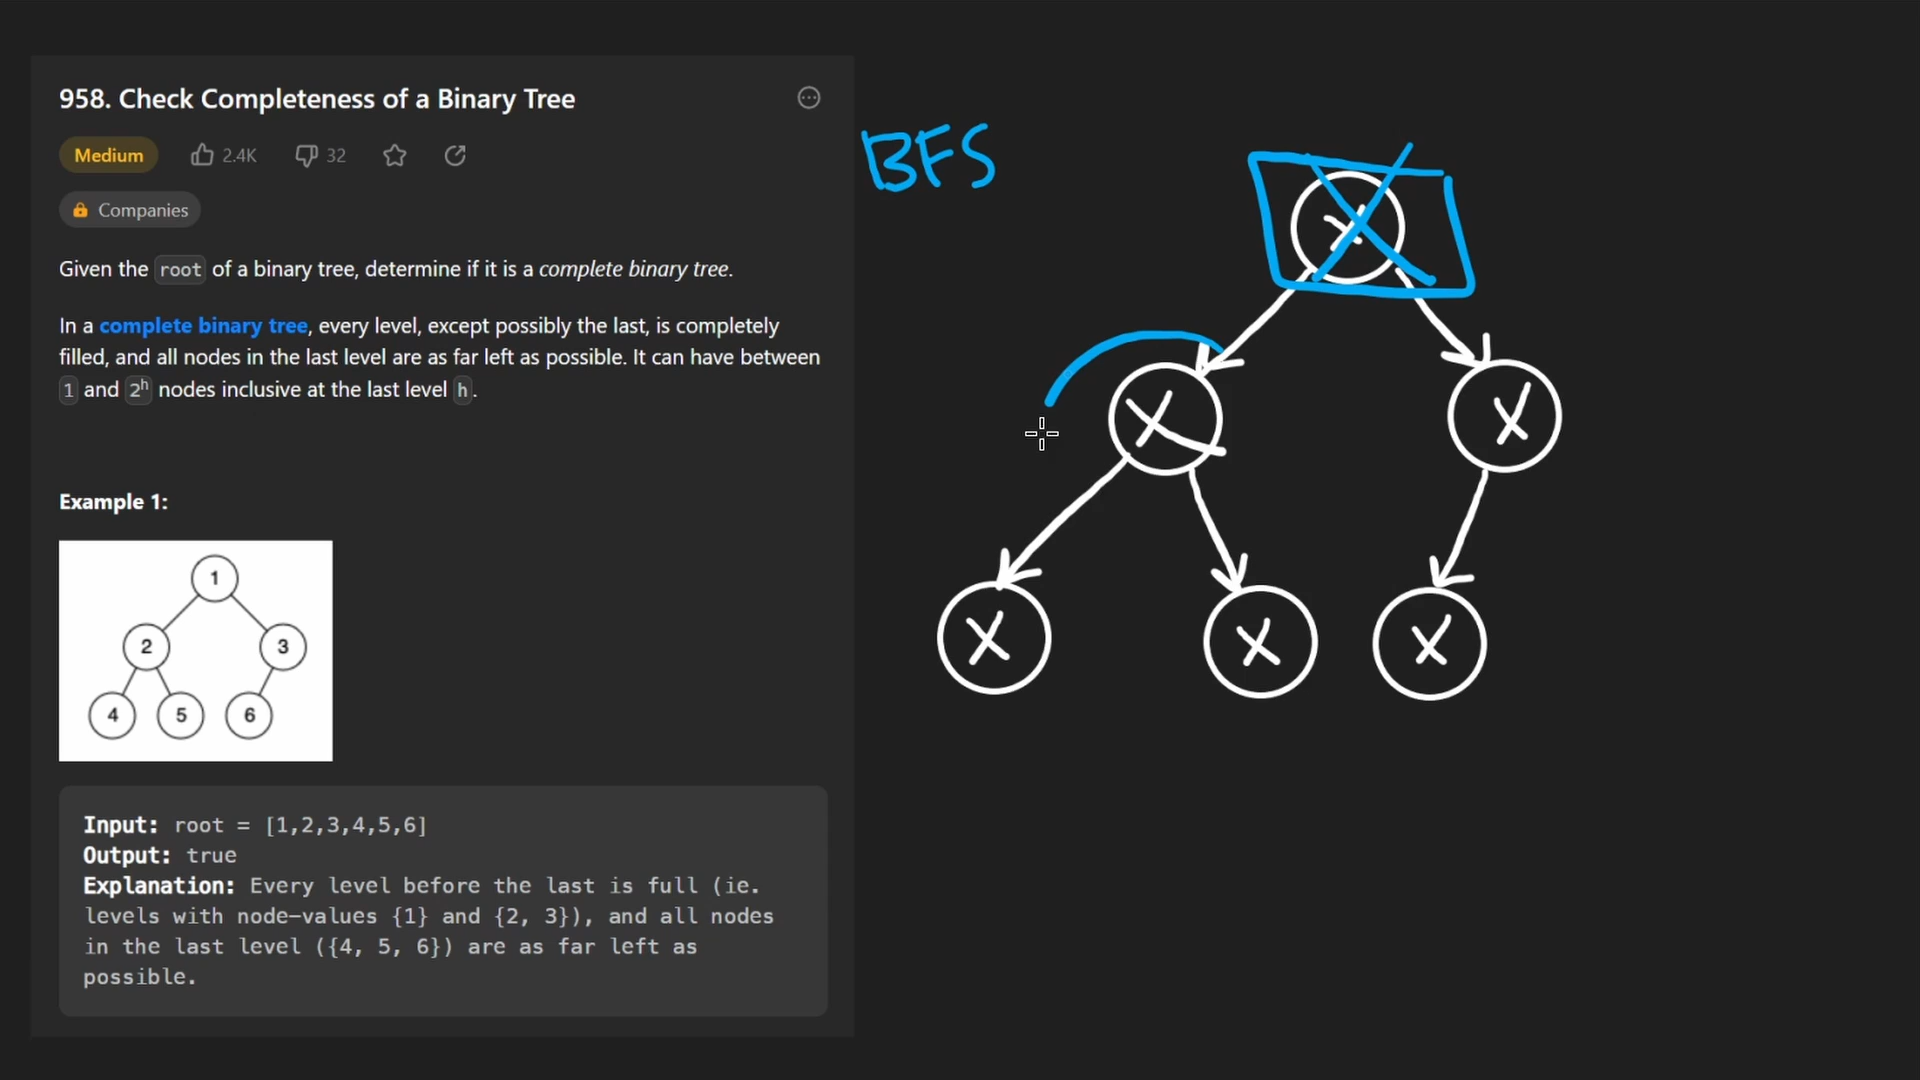 958. Check Completeness of a Binary Tree
Medium 2.4K 32
Companies
Given the root of a binary tree, determine if it is a complete binary tree.
In a complete binary tree, every level, except possibly the last, is completely
filled, and all nodes in the last level are as far left as possible. It can have between
1 and 2h nodes inclusive at the last level h.
Example 1:
1
2 3
4 5 6
Input: root = [1,2,3,4,5,6]
Output: true
Explanation: Every level before the last is full (ie.
levels with node-values {1} and {2, 3}), and all nodes
in the last level ({4, 5, 6}) are as far left as
possible.
BFS
X
X X
X X X